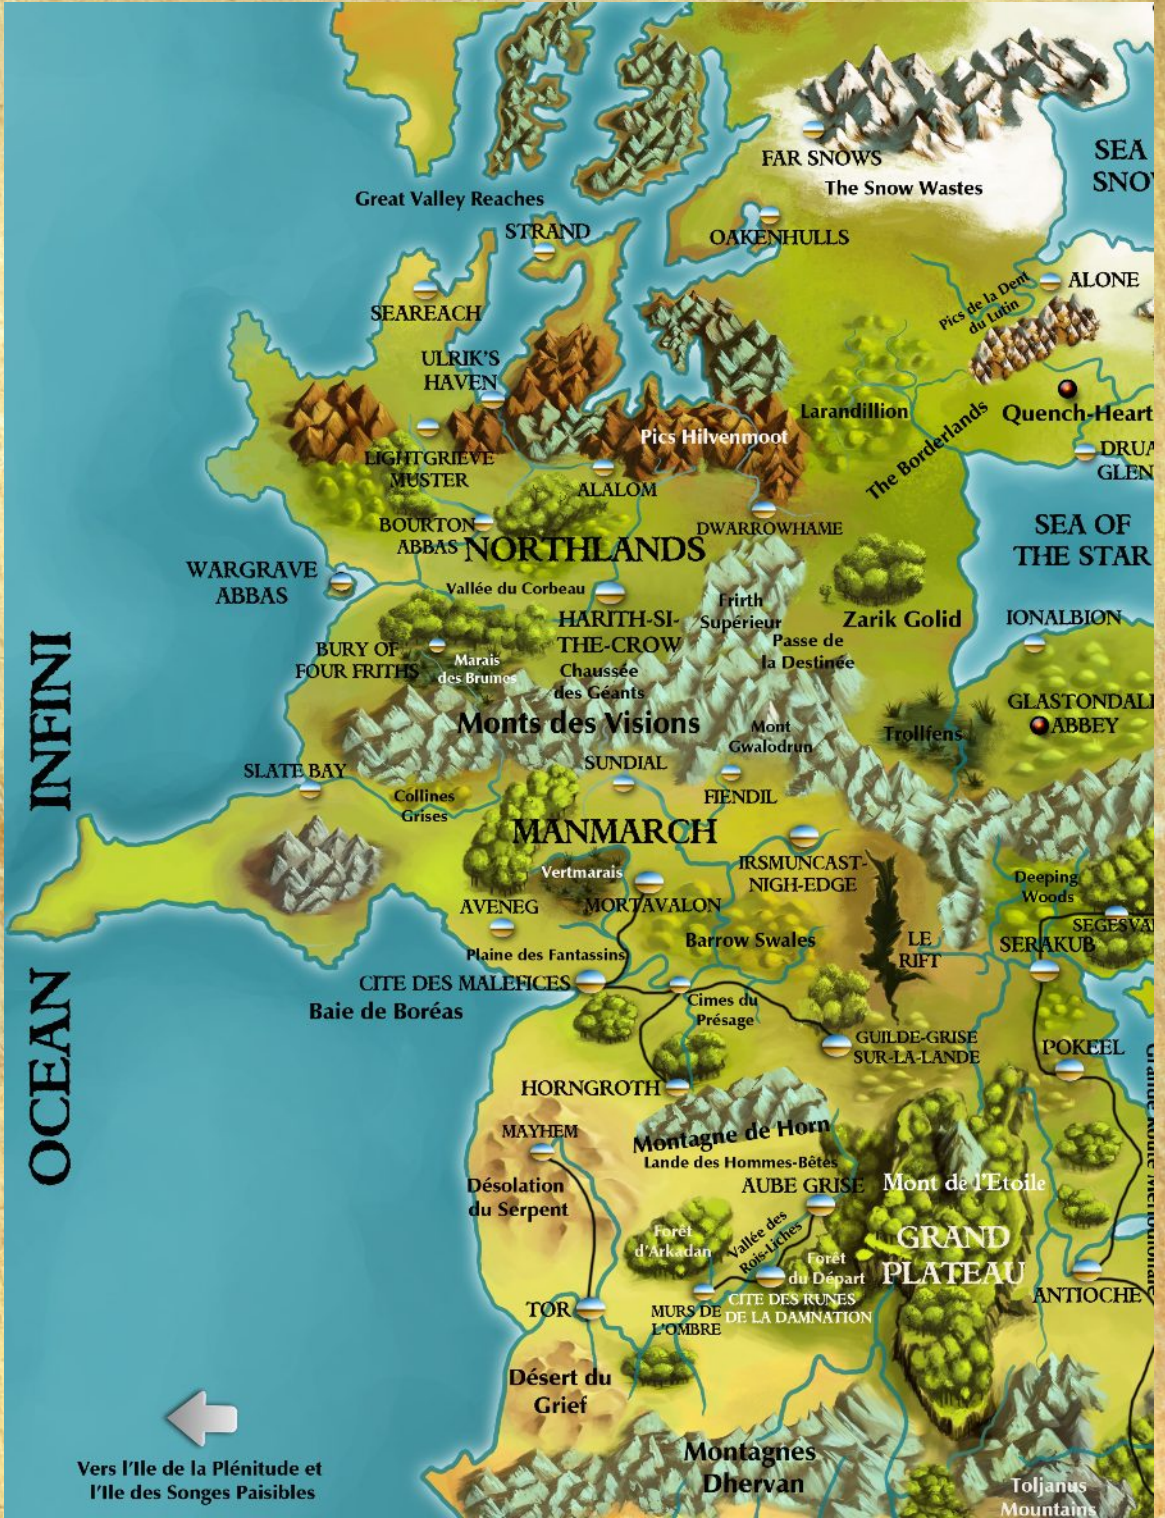 SEA
SNO
FAR SNOWS
The Snow Wastes
Great Valley Reaches
STRAND
OAKENHULLS
SEAREACH
Pics de la Dent
du Lutin
ALONE
ULRIK'S
HAVEN
Larandillion
The Borderlands
Quench-Heart
Pics Hilvenmoot
LIGHTGRIEVE
MUSTER
ALALOM
DRUA
GLEN
BOURTON
ABBAS
DWARROWHAME
SEA OF
THE STAR
NORTHLANDS
WARGRAVE
ABBAS
Vallée du Corbeau
Frirth
Supérieur
Zarik Golid
IONALBION
HARITH-SI-
THE-CROW
BURY OF
FOUR FRITHS
Marais
des Brumes
Passe de
la Destinée
Chaussée
des Géants
GLASTONDALE
ABBEY
Monts des Visions
Mont
Gwalodrun
Trollfens
SLATE BAY
SUNDIAL
Collines
Grises
FIENDIL
MANMARCH
Vertmarais
IRSMUNCAST-
NIGH-EDGE
Deeping
Woods
AVENEG
MORTAVALON
SEGESVA
Barrow Swales
LE
RIFT
SERAKUB
Plaine des Fantassins
CITE DES MALEFICES
Baie de Boréas
Cimes du
Présage
GUILDE-GRISE
SUR-LA-LANDE
POKEEL
OCEAN INFINI
HORNGROTH
Grande Route Méridionale
MAYHEM
Montagne de Horn
Lande des Hommes-Bêtes
Désolation
du Serpent
AUBE GRISE
Mont de l'Etoile
Forêt
d'Arkadan
Vallée des
Rois-Liches
Forêt
du Départ
GRAND
PLATEAU
TOR
MURS DE
L'OMBRE
CITE DES RUNES
DE LA DAMNATION
ANTIOCHE
Désert du
Grief
Montagnes
Dhervan
Vers l'Ile de la Plénitude et
l'Ile des Songes Paisibles
Toljanus
Mountains